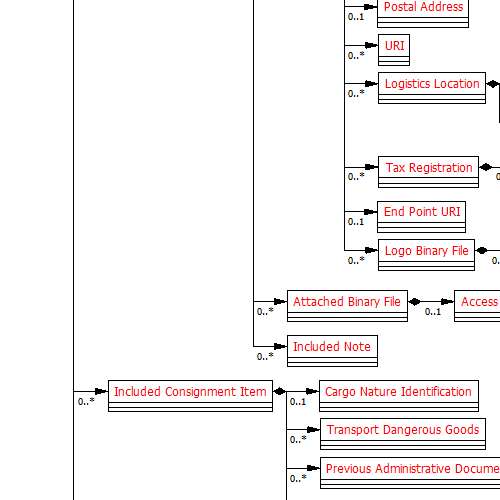 Postal Address
0..1
URI
0..*
Logistics Location
0..*
Tax Registration
0..*
0
End Point URI
0..1
Logo Binary File
0..*
0..
Attached Binary File
0..*
0..1
Access
Included Note
0..*
Included Consignment Item
0..*
0..1
Cargo Nature Identification
Transport Dangerous Goods
0..*
Previous Administrative Docume
0..*